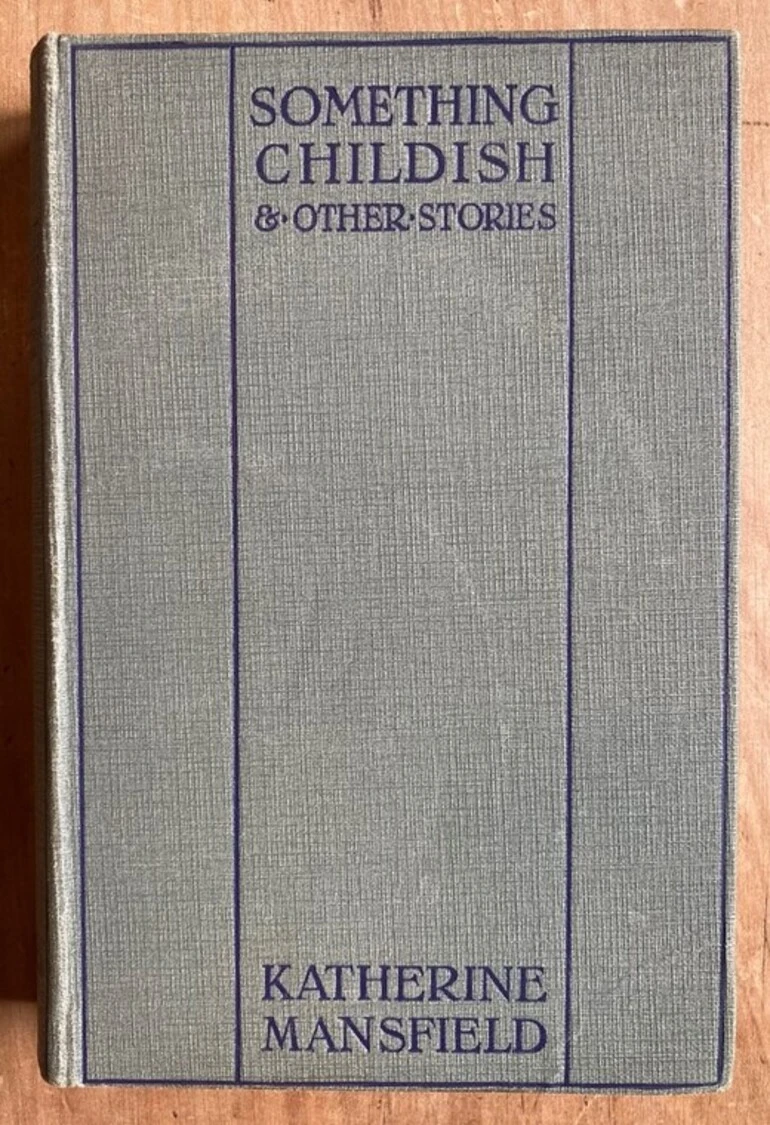 SOMETHING
CHILDISH
&·OTHER·STORIES
KATHERINE
MANSFIELD